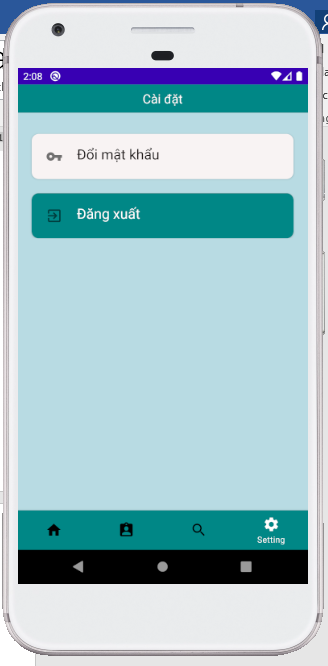 2:08
Cài đặt
Đổi mật khẩu
Đăng xuất
Setting